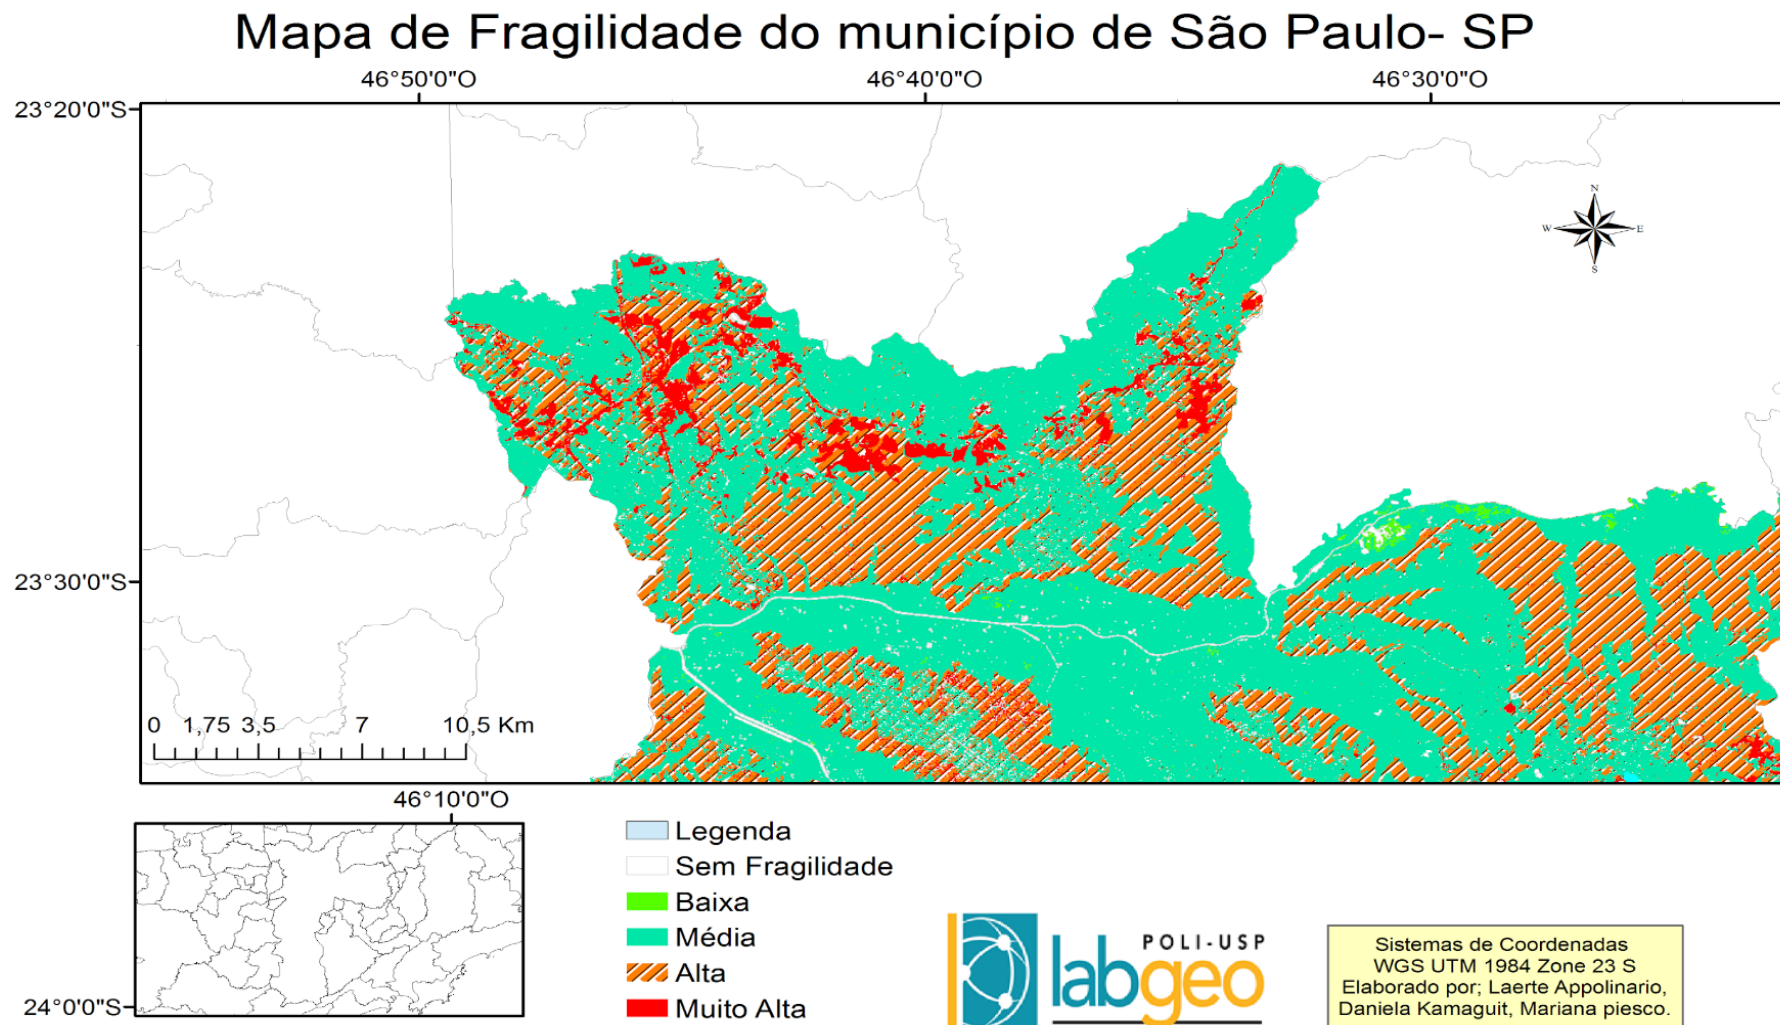 Mapa de Fragilidade do município de São Paulo- SP
46°50'0"O 46°40'0"O 46°30'0"O
23°20'0"S
N
W E
S
23°30'0"S
0 1,75 3,5 7 10,5 Km
46°10'0"O
24°0'0"S
Legenda
Sem Fragilidade
Baixa
Média
Alta
Muito Alta
POLI-USP
labgeo
Sistemas de Coordenadas
WGS UTM 1984 Zone 23 S
Elaborado por; Laerte Appolinario,
Daniela Kamaguit, Mariana piesco.